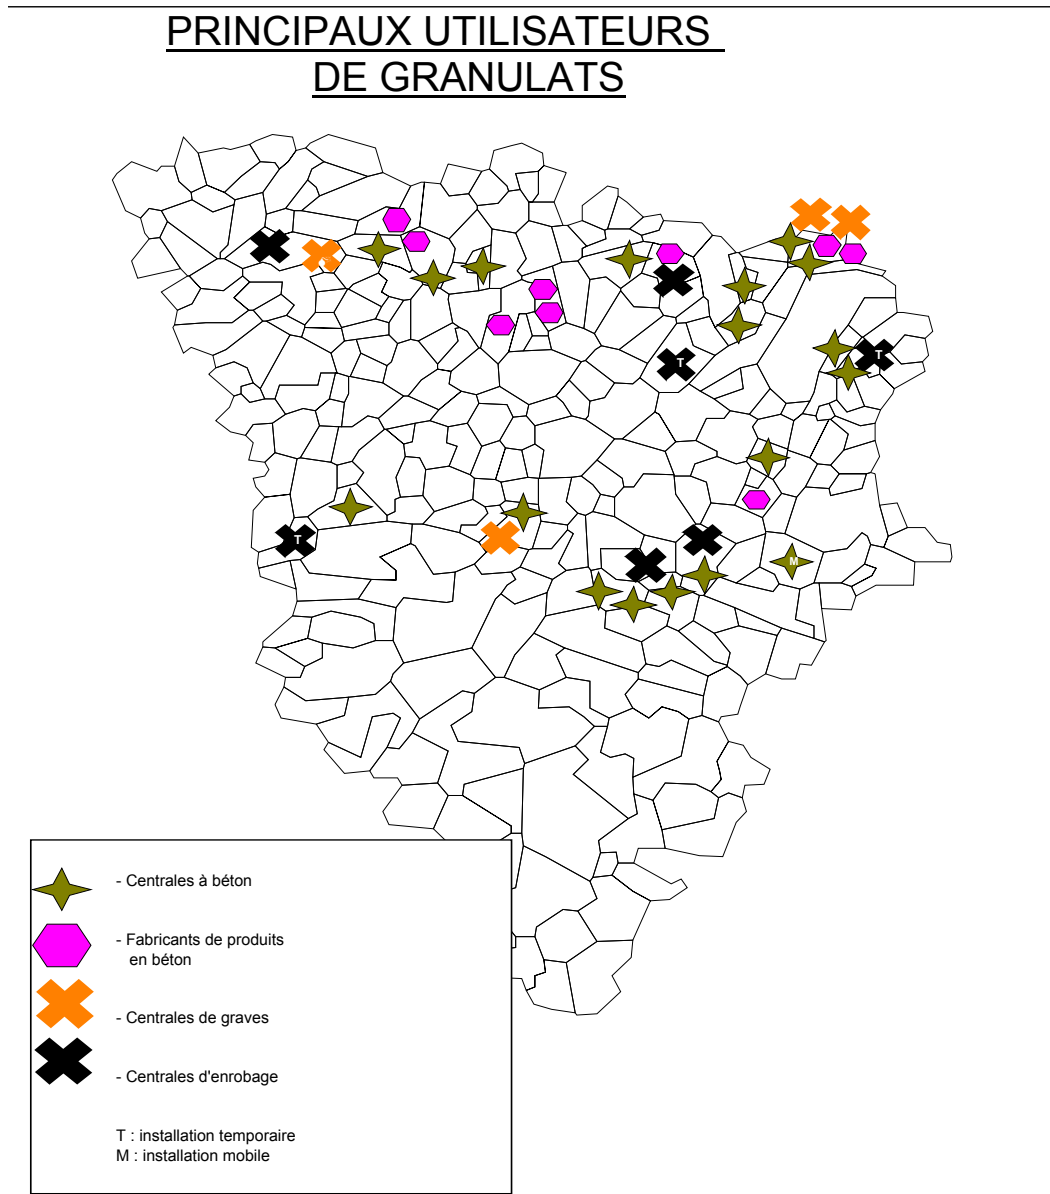 PRINCIPAUX UTILISATEURS
DE GRANULATS
T
T
T
M
- Centrales à béton
- Fabricants de produits
en béton
- Centrales de graves
- Centrales d'enrobage
T : installation temporaire
M : installation mobile